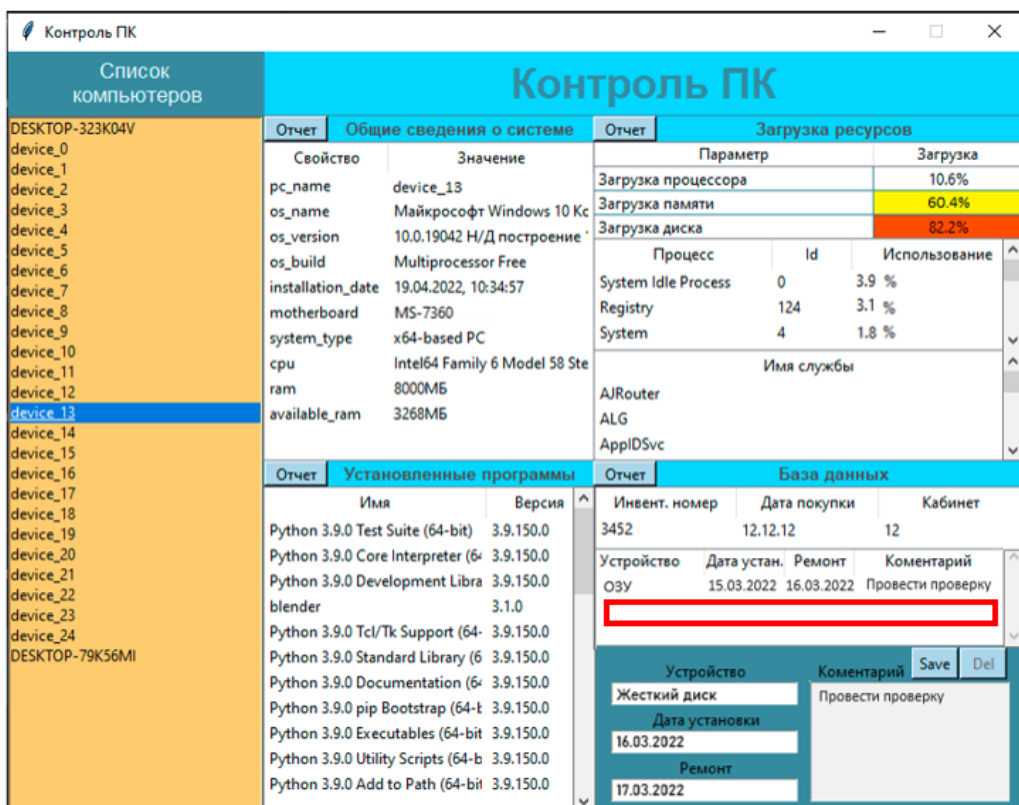 Контроль ПК
Список
компьютеров
Контроль ПК
DESKTOP-323K04V
device_0
device_1
device_2
device_3
device_4
device_5
device_6
device_7
device_8
device_9
device_10
device_11
device_12
device_13
device_14
device_15
device_16
device_17
device_18
device_19
device_20
device_21
device_22
device_23
device_24
DESKTOP-79K56MI
Отчет Общие сведения о системе
Свойство Значение
pc_name device_13
os_name Майкрософт Windows 10 Кс
os_version 10.0.19042 Н/Д построение
os_build Multiprocessor Free
installation_date 19.04.2022, 10:34:57
motherboard MS-7360
system_type x64-based PC
cpu Intel64 Family 6 Model 58 Ste
ram 8000МБ
available_ram 3268МБ
Отчет Загрузка ресурсов
Параметр Загрузка
Загрузка процессора 10.6%
Загрузка памяти 60.4%
Загрузка диска 82.2%
Процесс Id Использование
System Idle Process 0 3.9 %
Registry 124 3.1 %
System 4 1.8 %
Имя службы
AJRouter
ALG
AppIDSvc
Отчет Установленные программы
Имя Версия
Python 3.9.0 Test Suite (64-bit) 3.9.150.0
Python 3.9.0 Core Interpreter (64 3.9.150.0
Python 3.9.0 Development Libra 3.9.150.0
blender 3.1.0
Python 3.9.0 Tcl/Tk Support (64- 3.9.150.0
Python 3.9.0 Standard Library (6 3.9.150.0
Python 3.9.0 Documentation (64 3.9.150.0
Python 3.9.0 pip Bootstrap (64-b 3.9.150.0
Python 3.9.0 Executables (64-bit 3.9.150.0
Python 3.9.0 Utility Scripts (64-b 3.9.150.0
Python 3.9.0 Add to Path (64-bit 3.9.150.0
Отчет База данных
Инвент. номер Дата покупки Кабинет
3452 12.12.12 12
Устройство Дата устан. Ремонт Коментарий
ОЗУ 15.03.2022 16.03.2022 Провести проверку
Устройство
Жесткий диск
Дата установки
16.03.2022
Ремонт
17.03.2022
Коментарий Save Del
Провести проверку